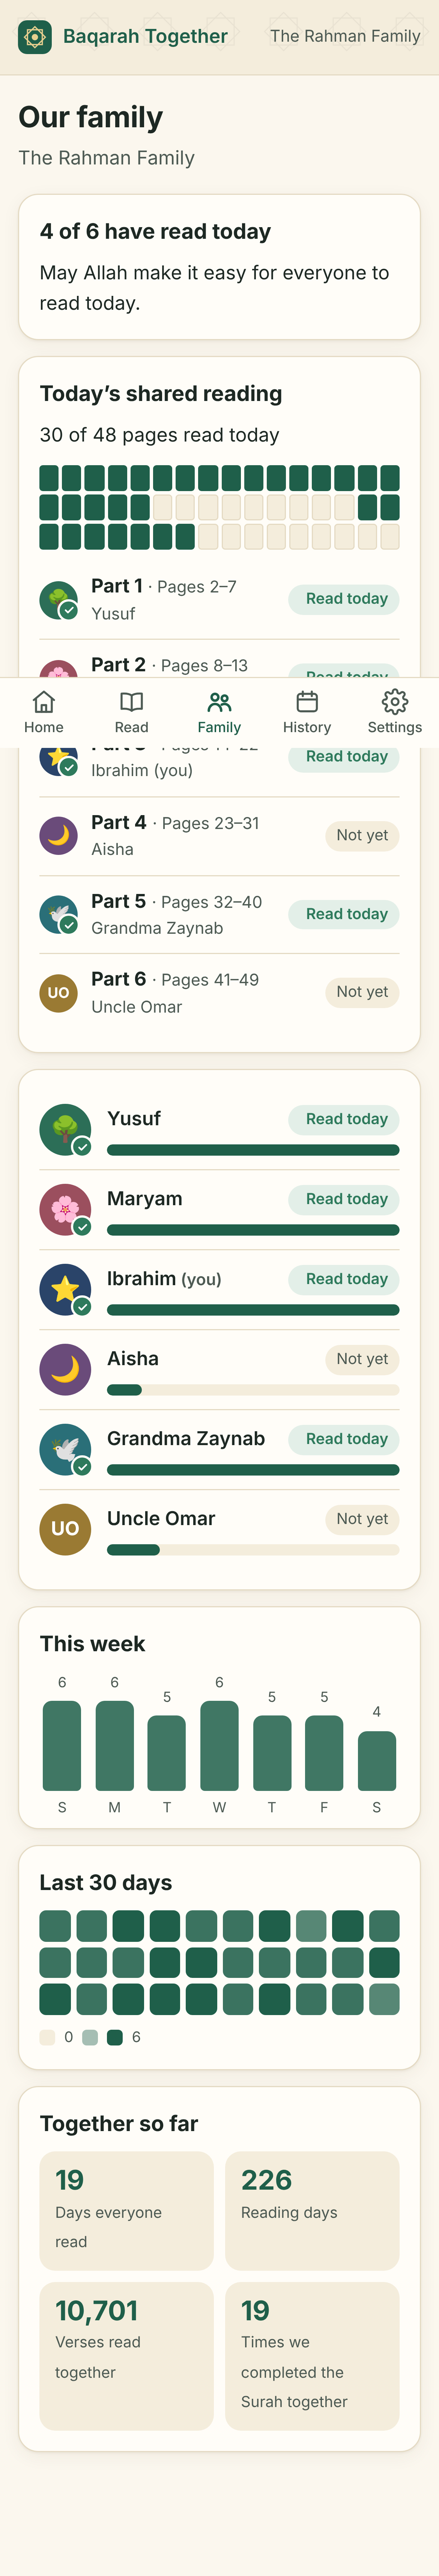 Baqarah Together
The Rahman Family
Our family
The Rahman Family
4 of 6 have read today
May Allah make it easy for everyone to
read today.
Today’s shared reading
30 of 48 pages read today
Part 1 · Pages 2–7
Read today
Yusuf
Part 2 · Pages 8–13
Read today
Home
Read
Family
History
Settings
Read today
Ibrahim (you)
Part 4 · Pages 23–31
Not yet
Aisha
Part 5 · Pages 32–40
Read today
Grandma Zaynab
UO
Part 6 · Pages 41–49
Not yet
Uncle Omar
Yusuf
Read today
Maryam
Read today
Ibrahim (you)
Read today
Aisha
Not yet
Grandma Zaynab
Read today
UO
Uncle Omar
Not yet
This week
6 6 5 6 5 5 4
S M T W T F S
Last 30 days
0 6
Together so far
19
Days everyone
read
226
Reading days
10,701
Verses read
together
19
Times we
completed the
Surah together